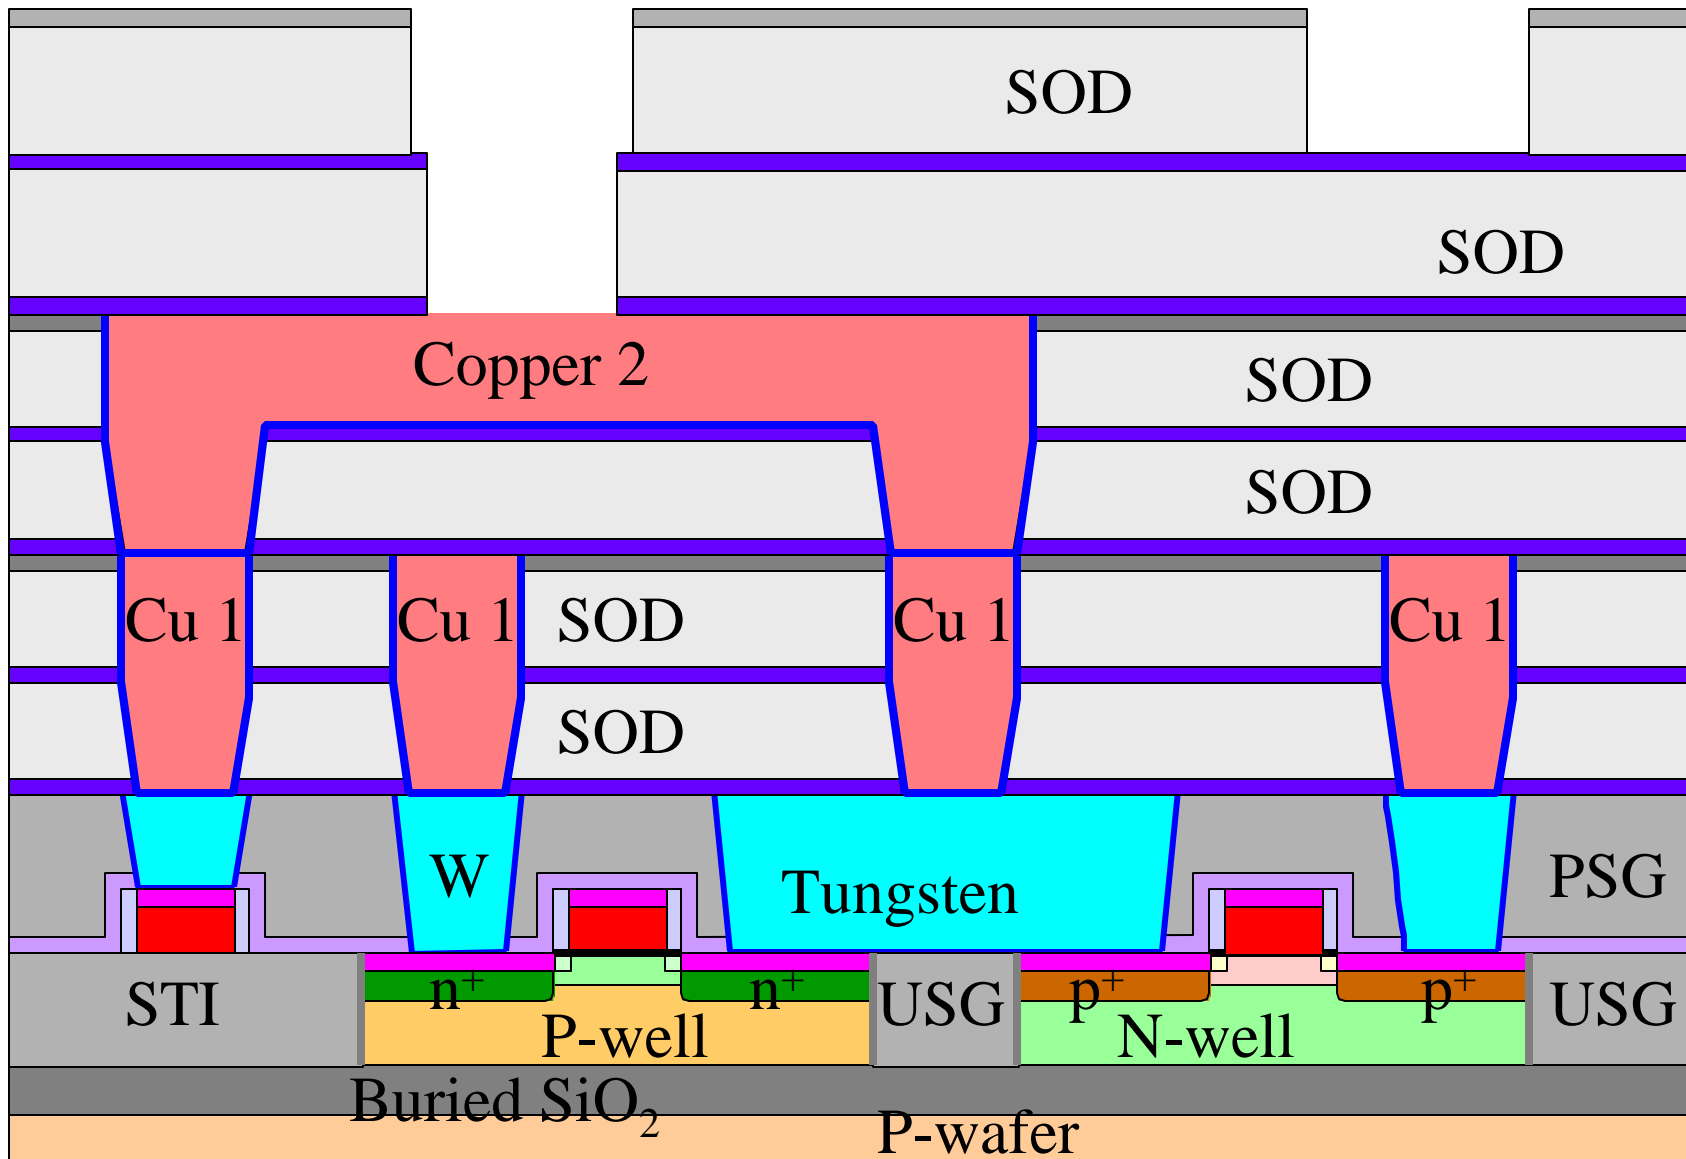 SOD
SOD
Copper 2
SOD
SOD
Cu 1
Cu 1
SOD
Cu 1
Cu 1
SOD
W
Tungsten
PSG
STI
n⁺
n⁺
USG
p⁺
p⁺
USG
P-well
N-well
Buried SiO₂
P-wafer